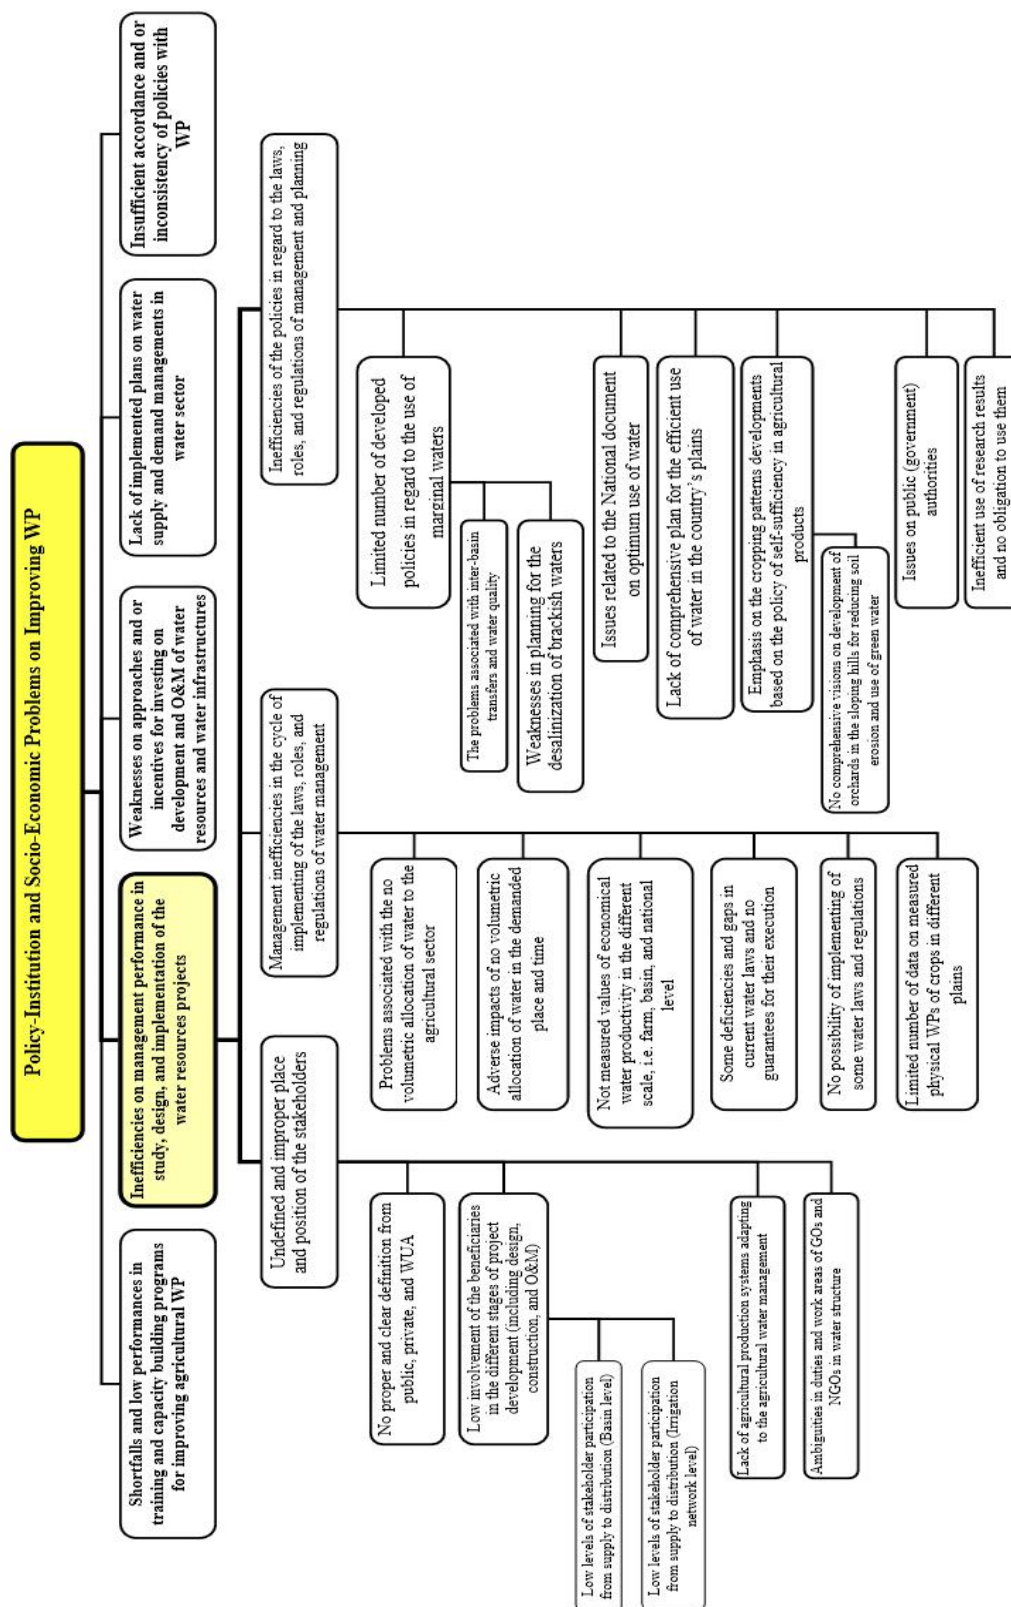 Policy-Institution and Socio-Economic Problems on Improving WP
Shortfalls and low performances in
training and capacity building programs
for improving agricultural WP
Inefficiencies on management performance in
study, design, and implementation of the
water resources projects
Weaknesses on approaches and or
incentives for investing on
development and O&M of water
resources and water infrastructures
Lack of implemented plans on water
supply and demand managements in
water sector
Insufficient accordance and or
inconsistency of policies with
WP
Undefined and improper place
and position of the stakeholders
No proper and clear definition from
public, private, and WUA
Low involvement of the beneficiaries
in the different stages of project
development (including design,
construction, and O&M)
Low levels of stakeholder participation
from supply to distribution (Basin level)
Low levels of stakeholder participation
from supply to distribution (Irrigation
network level)
Lack of agricultural production systems adapting
to the agricultural water management
Ambiguities in duties and work areas of GOs and
NGOs in water structure
Management inefficiencies in the cycle of
implementing of the laws, roles, and
regulations of water management
Problems associated with the no
volumetric allocation of water to the
agricultural sector
Adverse impacts of no volumetric
allocation of water in the demanded
place and time
Not measured values of economical
water productivity in the different
scale, i.e. farm, basin, and national
level
Some deficiencies and gaps in
current water laws and no
guarantees for their execution
No possibility of implementing of
some water laws and regulations
Limited number of data on measured
physical WPs of crops in different
plains
Inefficiencies of the policies in regard to the laws,
roles, and regulations of management and planning
Limited number of developed
policies in regard to the use of
marginal waters
The problems associated with inter-basin
transfers and water quality
Weaknesses in planning for the
desalinization of brackish waters
Issues related to the National document
on optimum use of water
Lack of comprehensive plan for the efficient use
of water in the country's plains
Emphasis on the cropping patterns developments
based on the policy of self-sufficiency in agricultural
products
No comprehensive visions on development of
orchards in the sloping hills for reducing soil
erosion and use of green water
Issues on public (government)
authorities
Inefficient use of research results
and no obligation to use them